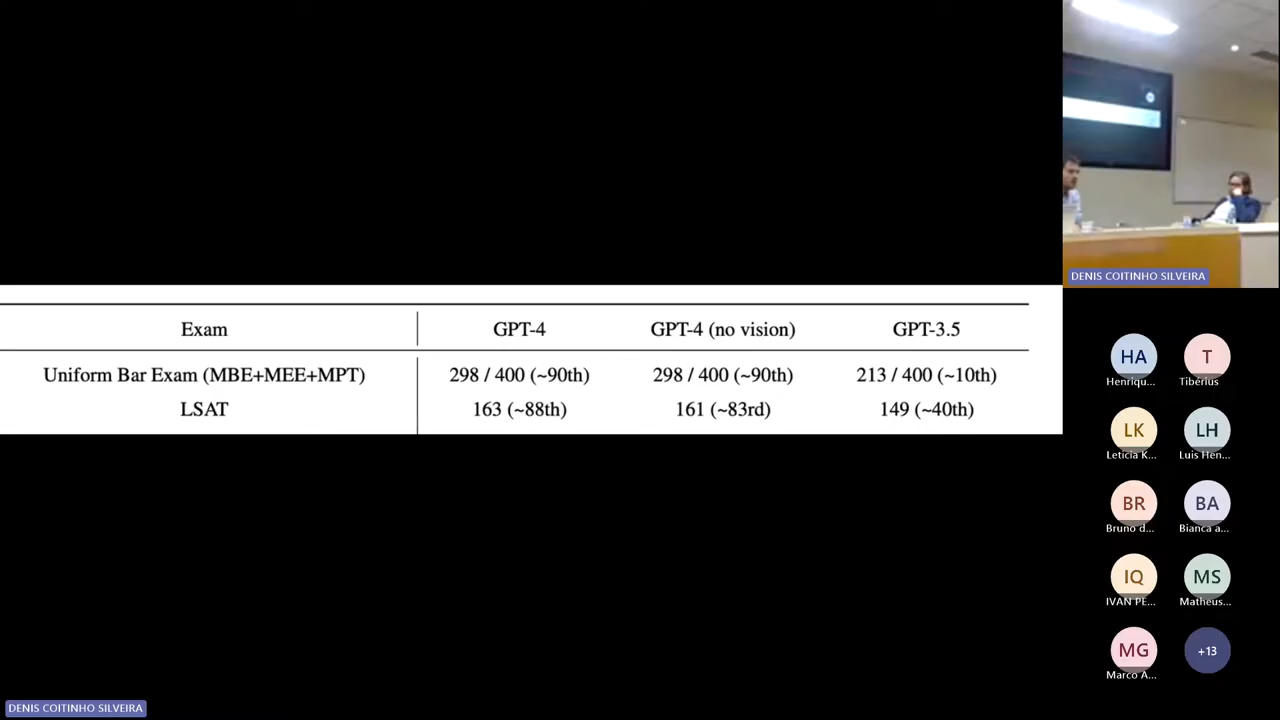 Exam GPT-4 GPT-4 (no vision) GPT-3.5
Uniform Bar Exam (MBE+MEE+MPT) 298 / 400 (~90th) 298 / 400 (~90th) 213 / 400 (~10th)
LSAT 163 (~88th) 161 (~83rd) 149 (~40th)
DENIS COITINHO SILVEIRA
HA T
Henriqu... Tibérius
LK LH
Leticia K... Luis Hen...
BR BA
Bruno d... Bianca a...
IQ MS
IVAN PE... Matheus...
MG +13
Marco A...
DENIS COITINHO SILVEIRA